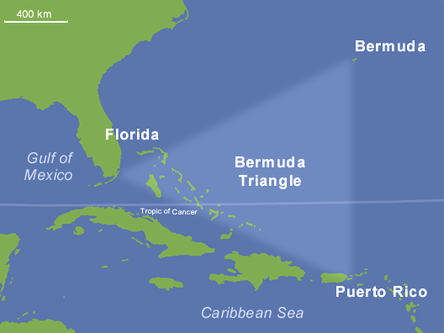 400 km
Bermuda
Florida
Gulf of
Mexico
Bermuda
Triangle
Tropic of Cancer
Puerto Rico
Caribbean Sea